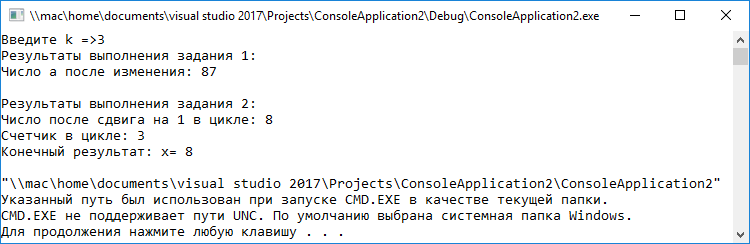 \\mac\home\documents\visual studio 2017\Projects\ConsoleApplication2\Debug\ConsoleApplication2.exe
Введите k =>3
Результаты выполнения задания 1:
Число a после изменения: 87
Результаты выполнения задания 2:
Число после сдвига на 1 в цикле: 8
Счетчик в цикле: 3
Конечный результат: x= 8
"\\mac\home\documents\visual studio 2017\Projects\ConsoleApplication2\ConsoleApplication2"
Указанный путь был использован при запуске CMD.EXE в качестве текущей папки.
CMD.EXE не поддерживает пути UNC. По умолчанию выбрана системная папка Windows.
Для продолжения нажмите любую клавишу . . .